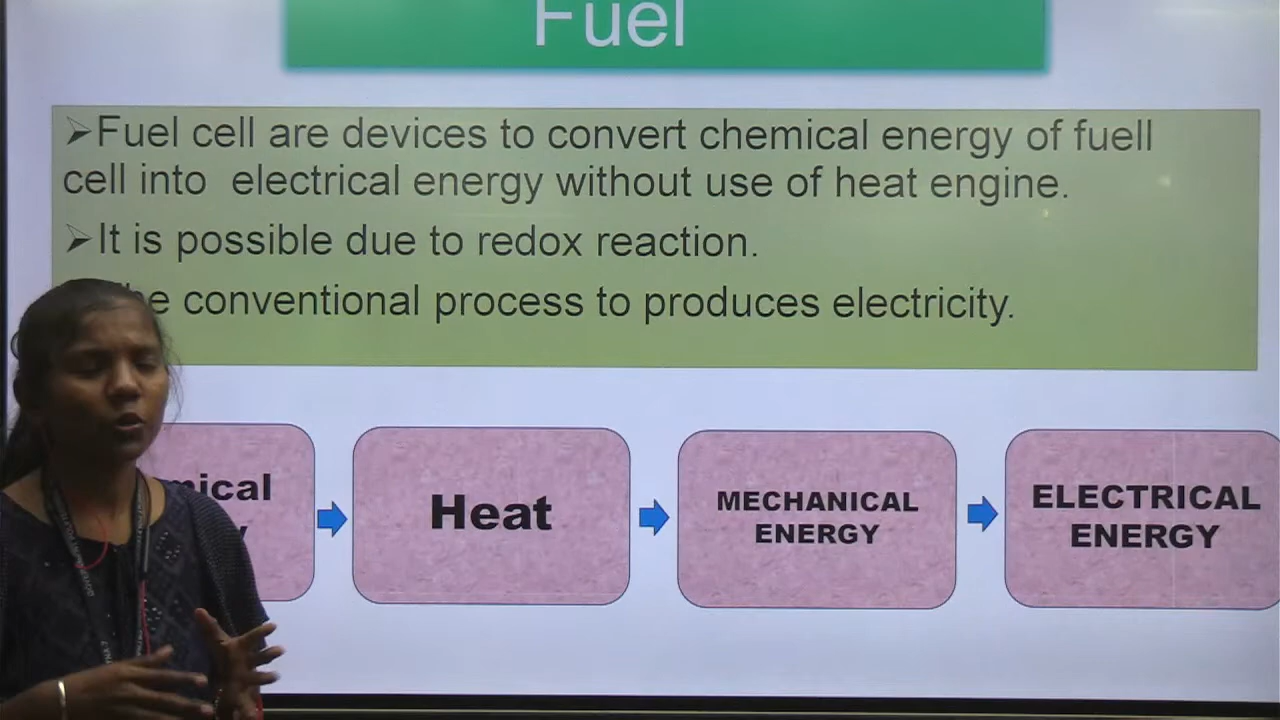 Fuel
➢Fuel cell are devices to convert chemical energy of fuell
cell into electrical energy without use of heat engine.
➢It is possible due to redox reaction.
conventional process to produces electricity.
Heat
MECHANICAL
ENERGY
ELECTRICAL
ENERGY